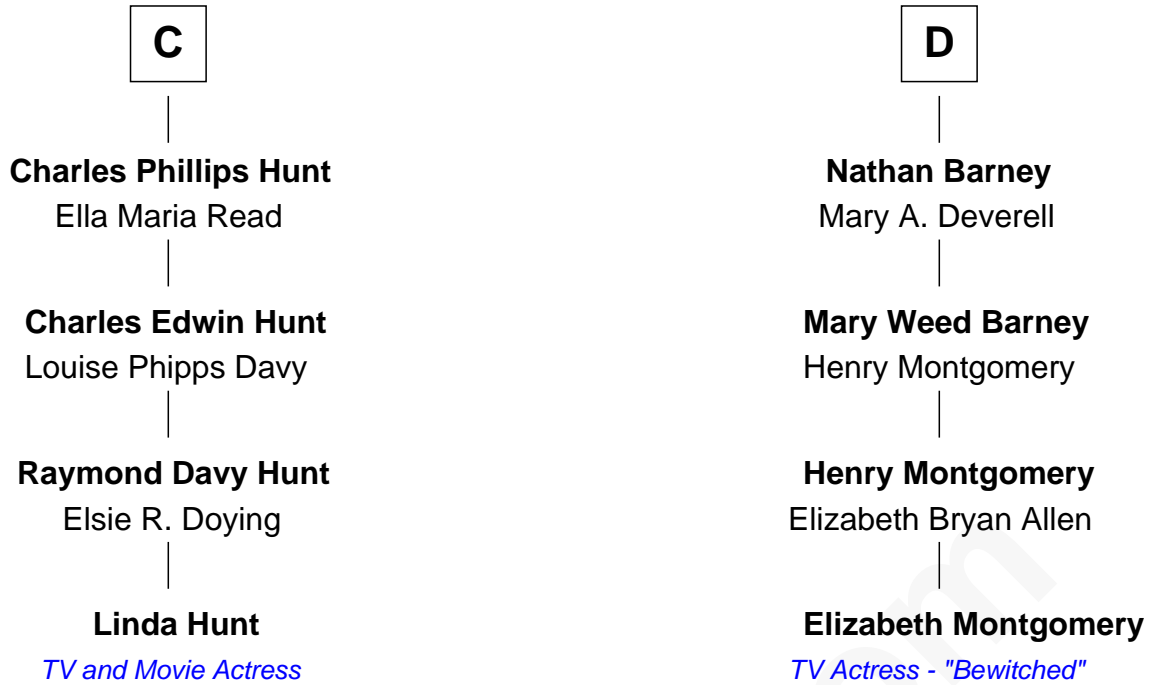 C
Charles Phillips Hunt
Ella Maria Read
Charles Edwin Hunt
Louise Phipps Davy
Raymond Davy Hunt
Elsie R. Doying
Linda Hunt
TV and Movie Actress
D
Nathan Barney
Mary A. Deverell
Mary Weed Barney
Henry Montgomery
Henry Montgomery
Elizabeth Bryan Allen
Elizabeth Montgomery
TV Actress - "Bewitched"